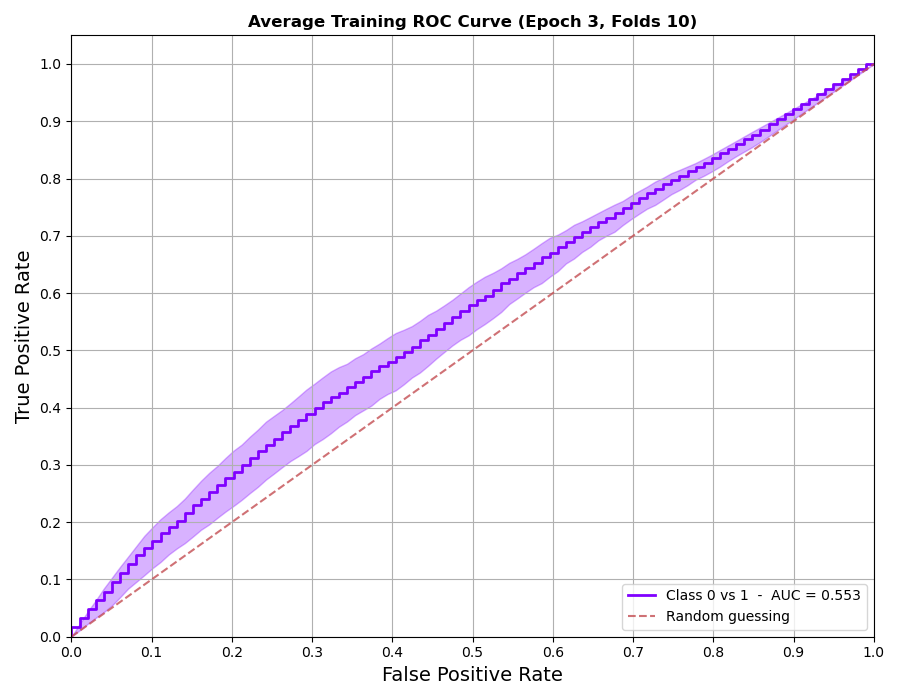 Average Training ROC Curve (Epoch 3, Folds 10)
True Positive Rate
1.0
0.9
0.8
0.7
0.6
0.5
0.4
0.3
0.2
0.1
0.0
Class 0 vs 1 - AUC = 0.553
Random guessing
0.0 0.1 0.2 0.3 0.4 0.5 0.6 0.7 0.8 0.9 1.0
False Positive Rate